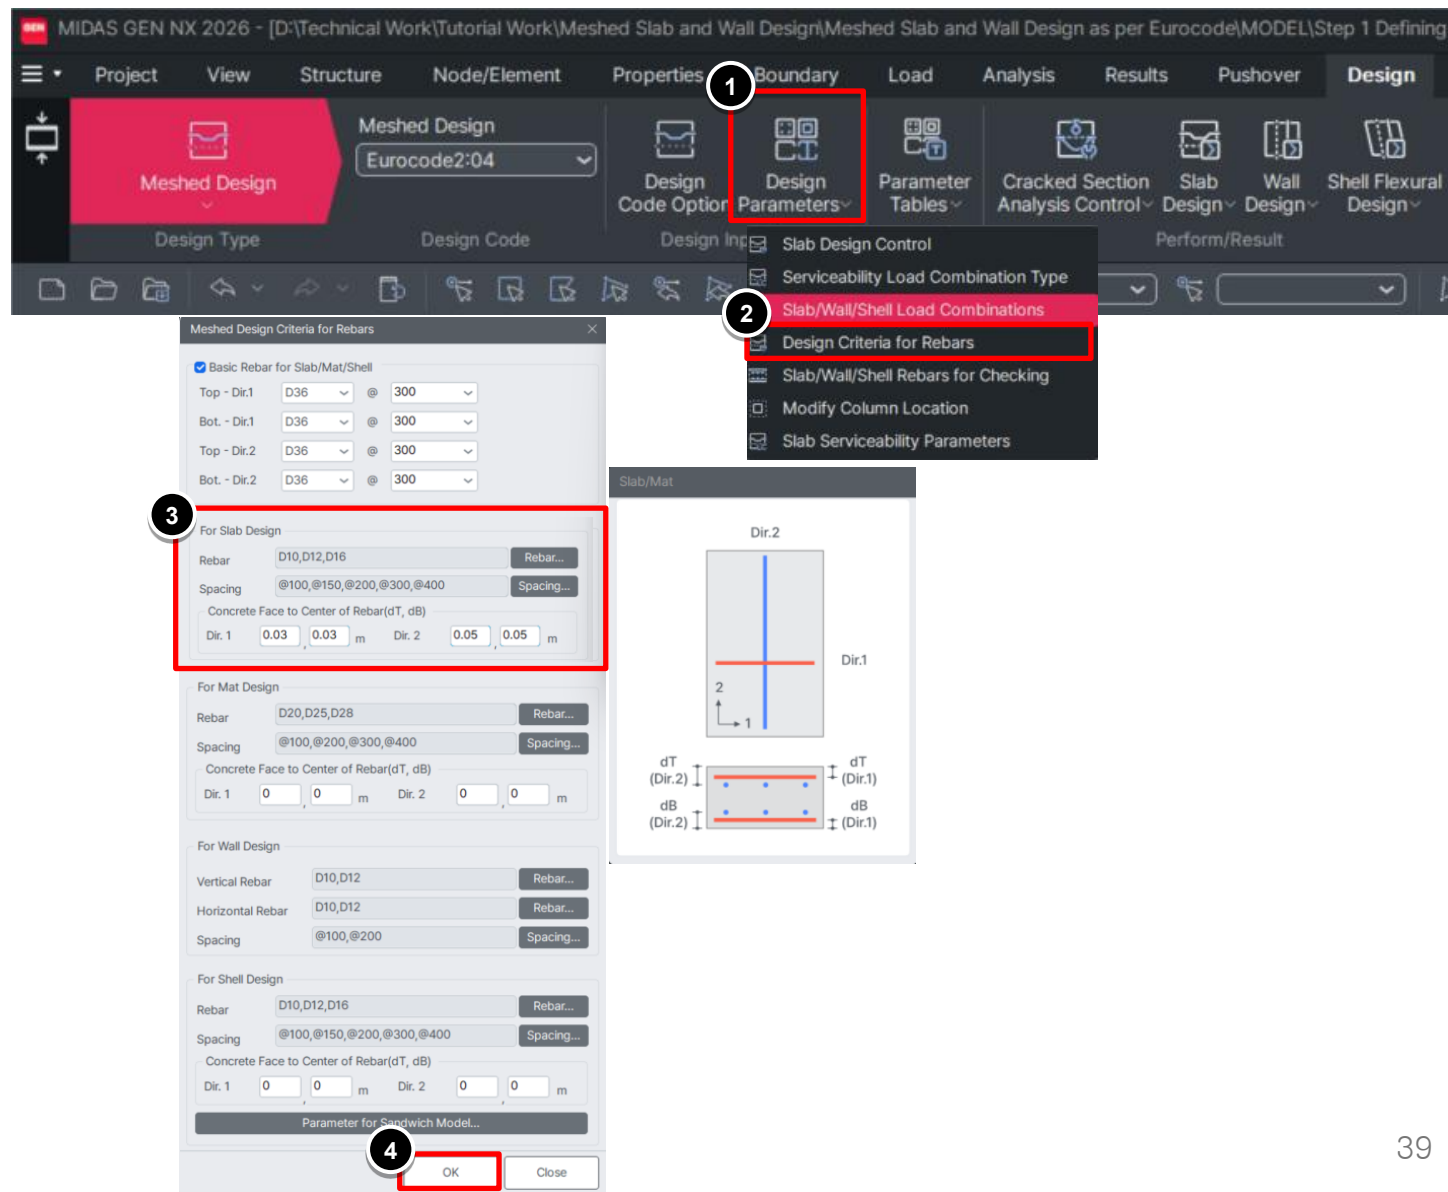 GEN MIDAS GEN NX 2026 - [D:\Technical Work\Tutorial Work\Meshed Slab and Wall Design\Meshed Slab and Wall Design as per Eurocode\MODEL\Step 1 Defining
Project View Structure Node/Element Properties Boundary Load Analysis Results Pushover Design
1
Meshed Design
Eurocode2:04
Meshed Design
Design Code Option
Design Parameters
Parameter Tables
Cracked Section Analysis Control
Slab Design
Wall Design
Shell Flexural Design
Design Type Design Code Design Inp Perform/Result
Slab Design Control
Serviceability Load Combination Type
2
Slab/Wall/Shell Load Combinations
Design Criteria for Rebars
Slab/Wall/Shell Rebars for Checking
Modify Column Location
Slab Serviceability Parameters
Meshed Design Criteria for Rebars
Basic Rebar for Slab/Mat/Shell
Top - Dir.1 D36 @ 300
Bot. - Dir.1 D36 @ 300
Top - Dir.2 D36 @ 300
Bot. - Dir.2 D36 @ 300
3
For Slab Design
Rebar D10,D12,D16 Rebar...
Spacing @100,@150,@200,@300,@400 Spacing...
Concrete Face to Center of Rebar(dT, dB)
Dir. 1 0.03 , 0.03 m Dir. 2 0.05 , 0.05 m
For Mat Design
Rebar D20,D25,D28 Rebar...
Spacing @100,@200,@300,@400 Spacing...
Concrete Face to Center of Rebar(dT, dB)
Dir. 1 0 , 0 m Dir. 2 0 , 0 m
For Wall Design
Vertical Rebar D10,D12 Rebar...
Horizontal Rebar D10,D12 Rebar...
Spacing @100,@200 Spacing...
For Shell Design
Rebar D10,D12,D16 Rebar...
Spacing @100,@150,@200,@300,@400 Spacing...
Concrete Face to Center of Rebar(dT, dB)
Dir. 1 0 , 0 m Dir. 2 0 , 0 m
Parameter for Sandwich Model...
4
OK Close
Slab/Mat
Dir.2
Dir.1
2
1
dT (Dir.2) dT (Dir.1)
dB (Dir.2) dB (Dir.1)
39